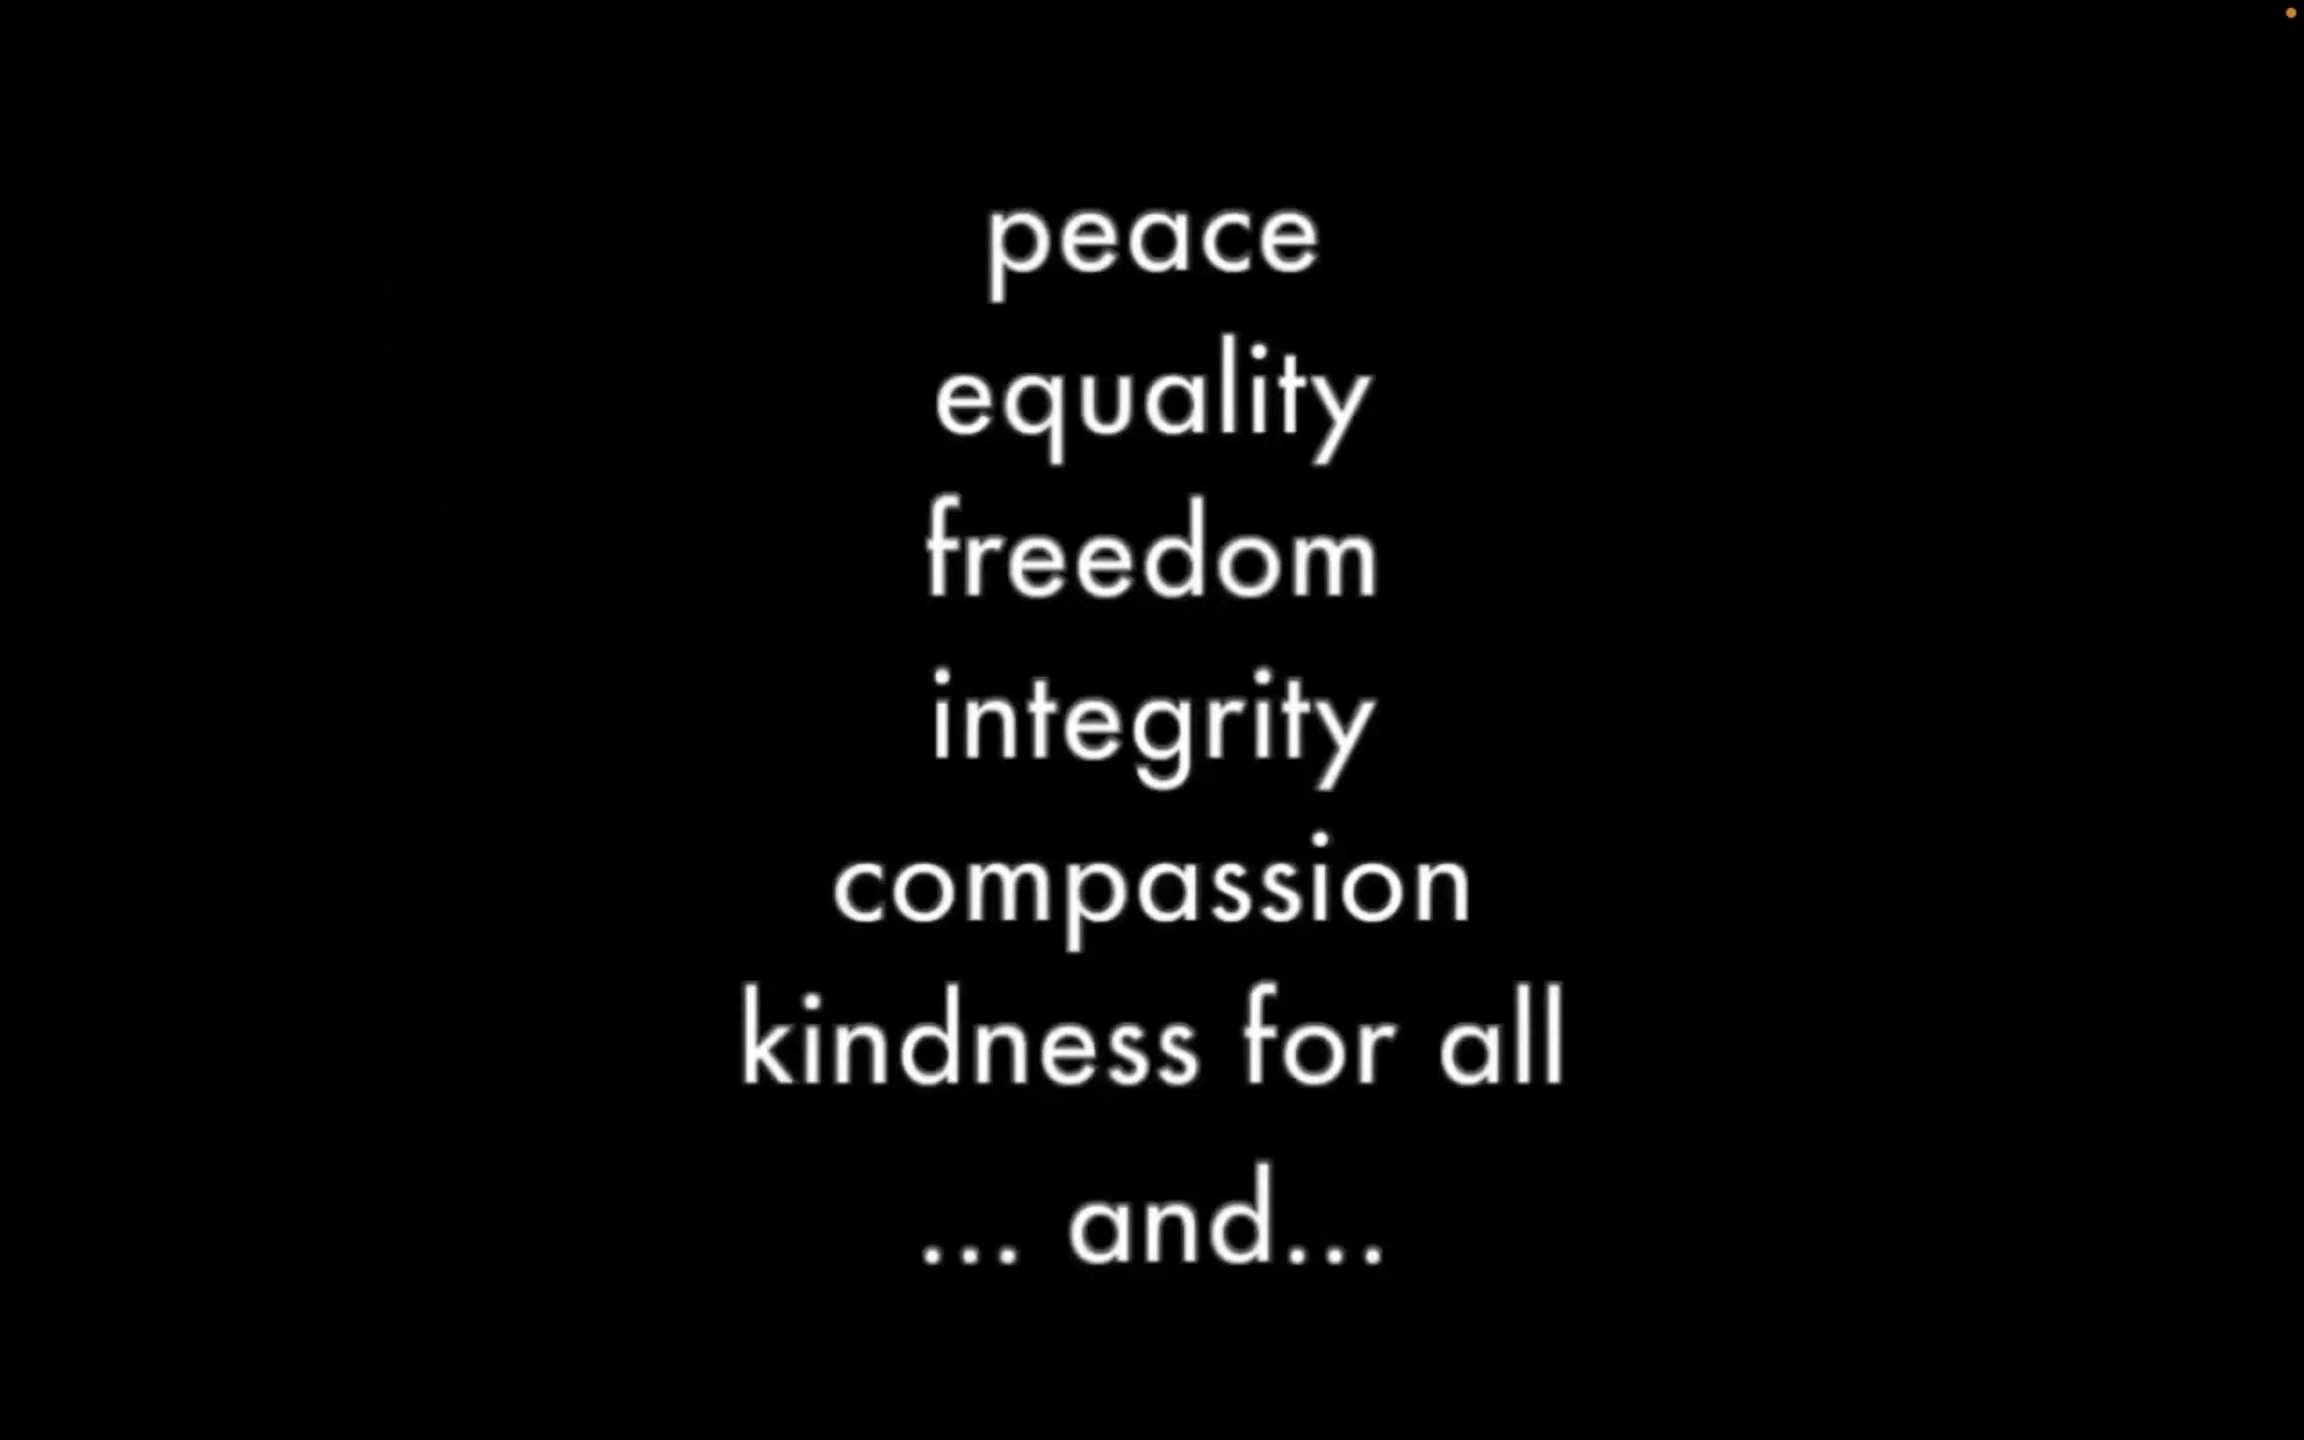 peace
equality
freedom
integrity
compassion
kindness for all
... and...